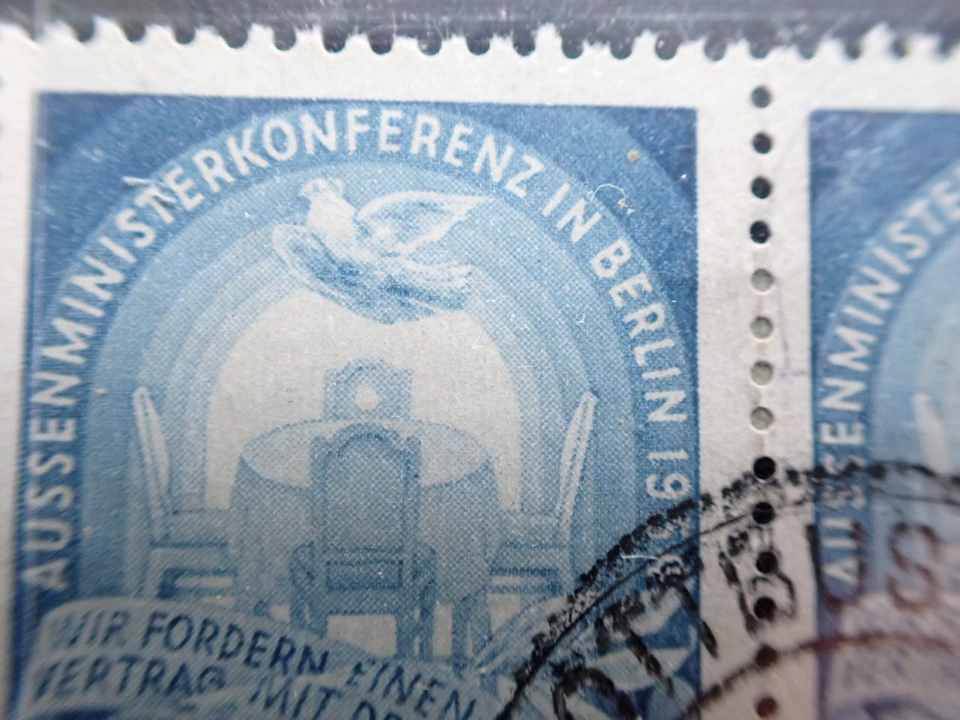 AUSSENMINISTERKONFERENZ IN BERLIN 19
WIR FORDERN EINEN
VERTRAG MIT
AUSSENMINISTE